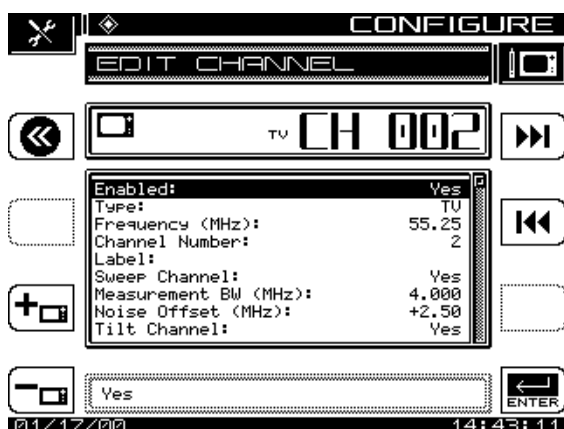 CONFIGURE
EDIT CHANNEL
TV CH 002
Enabled: Yes
Type: TV
Frequency (MHz): 55.25
Channel Number: 2
Label:
Sweep Channel: Yes
Measurement BW (MHz): 4.000
Noise Offset (MHz): +2.50
Tilt Channel: Yes
Yes
ENTER
01/17/00 14:43:11